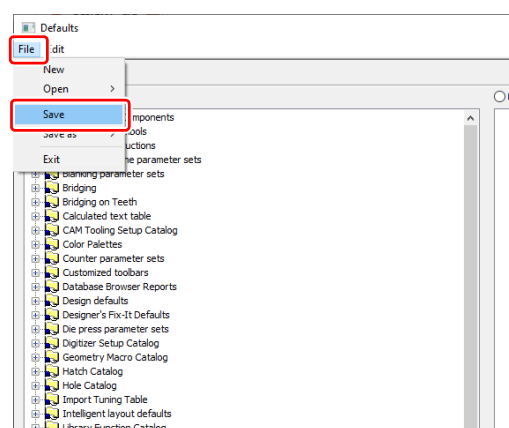 Defaults
File Edit
New
Open
Save
mponents
Save as
ools
uctions
Exit
ne parameter sets
Blanking parameter sets
Bridging
Bridging on Teeth
Calculated text table
CAM Tooling Setup Catalog
Color Palettes
Counter parameter sets
Customized toolbars
Database Browser Reports
Design defaults
Designer's Fix-It Defaults
Die press parameter sets
Digitizer Setup Catalog
Geometry Macro Catalog
Hatch Catalog
Hole Catalog
Import Tuning Table
Intelligent layout defaults
Library Function Catalog